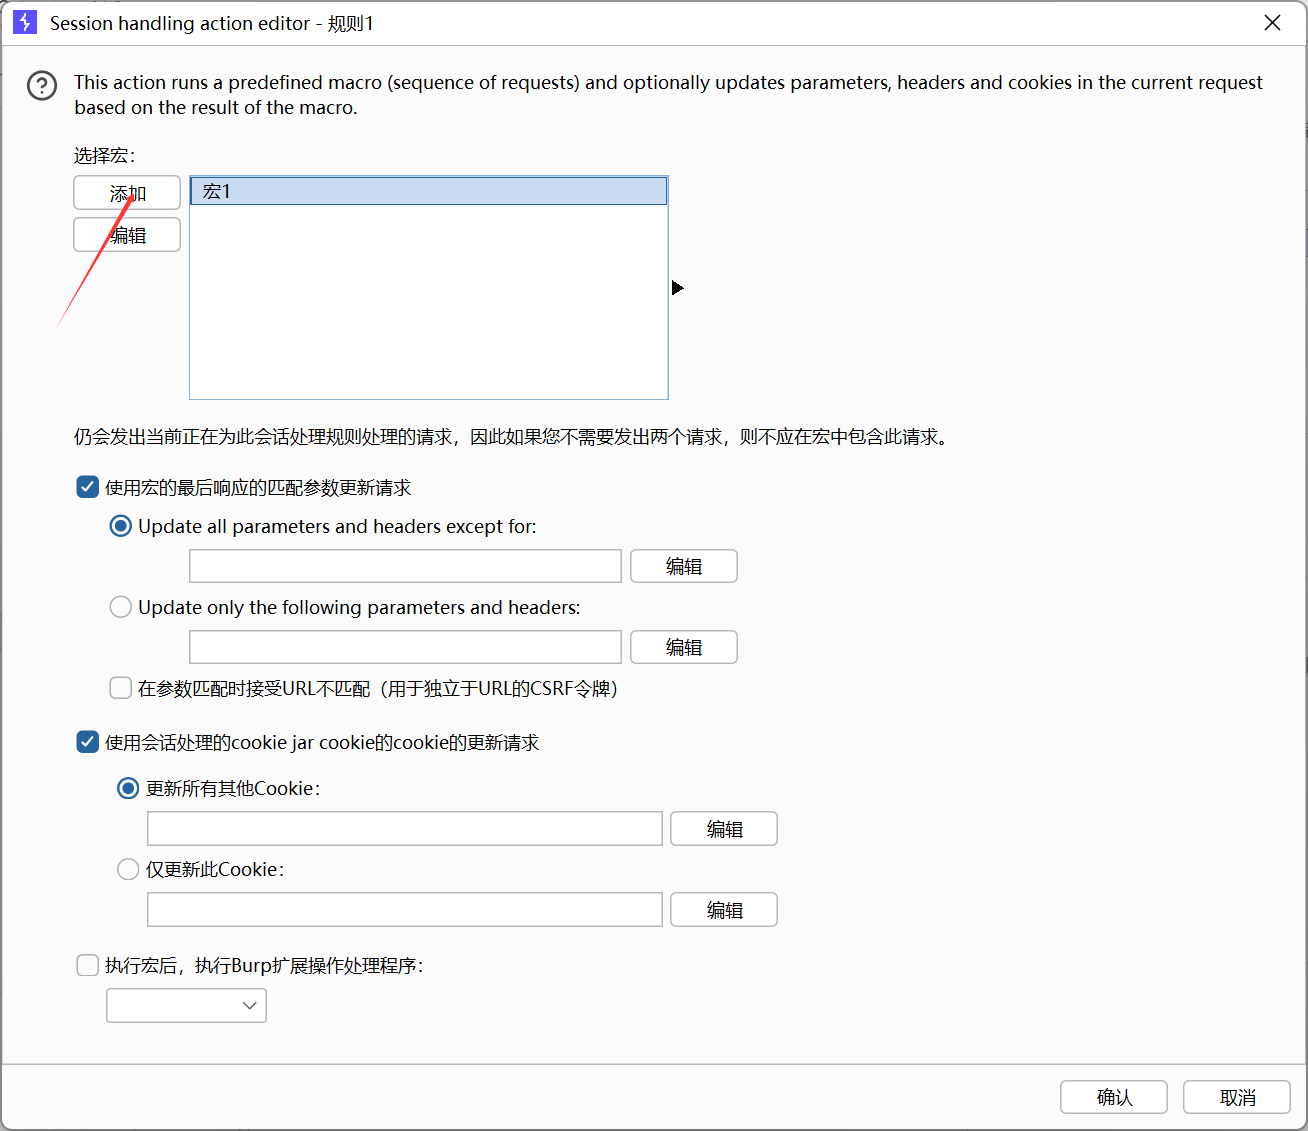 Session handling action editor - 规则1
This action runs a predefined macro (sequence of requests) and optionally updates parameters, headers and cookies in the current request
based on the result of the macro.
选择宏：
添加
宏1
编辑
仍会发出当前正在为此会话处理规则处理的请求，因此如果您不需要发出两个请求，则不应在宏中包含此请求。
使用宏的最后响应的匹配参数更新请求
Update all parameters and headers except for:
编辑
Update only the following parameters and headers:
编辑
在参数匹配时接受URL不匹配（用于独立于URL的CSRF令牌）
使用会话处理的cookie jar cookie的cookie的更新请求
更新所有其他Cookie：
编辑
仅更新此Cookie：
编辑
执行宏后，执行Burp扩展操作处理程序：
确认
取消